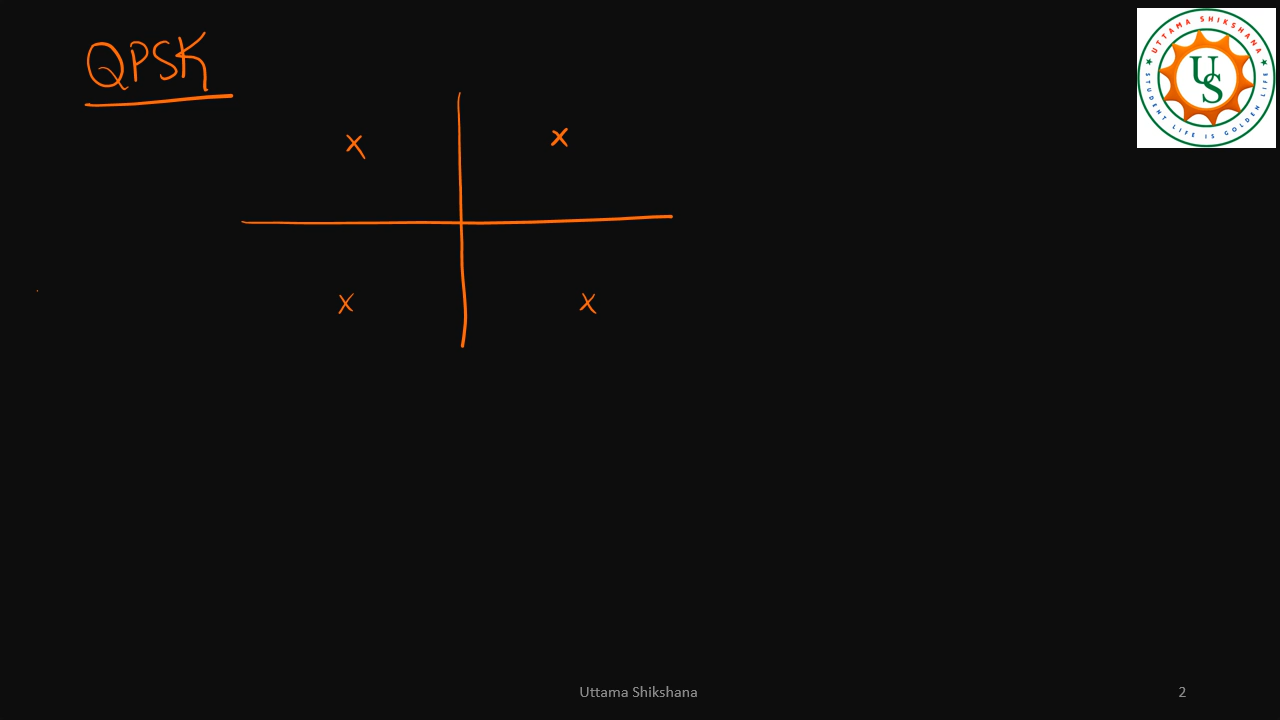 QPSK
x
x
x
x
UTTAMA SHIKSHANA
US
STUDENT LIFE IS GOLDEN LIFE
Uttama Shikshana
2